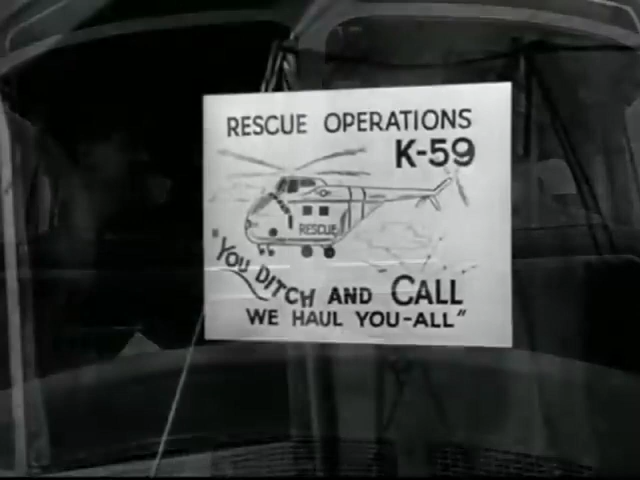 RESCUE OPERATIONS
K-59
RESCUE
"YOU DITCH AND CALL
WE HAUL YOU-ALL"